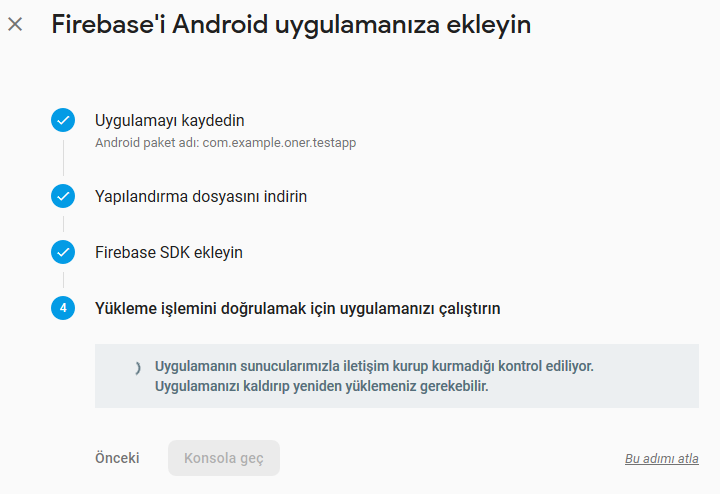 Firebase'i Android uygulamanıza ekleyin
Uygulamayı kaydedin
Android paket adı: com.example.oner.testapp
Yapılandırma dosyasını indirin
Firebase SDK ekleyin
4
Yükleme işlemini doğrulamak için uygulamanızı çalıştırın
Uygulamanın sunucularımızla iletişim kurup kurmadığı kontrol ediliyor.
Uygulamanızı kaldırıp yeniden yüklemeniz gerekebilir.
Önceki
Konsola geç
Bu adımı atla